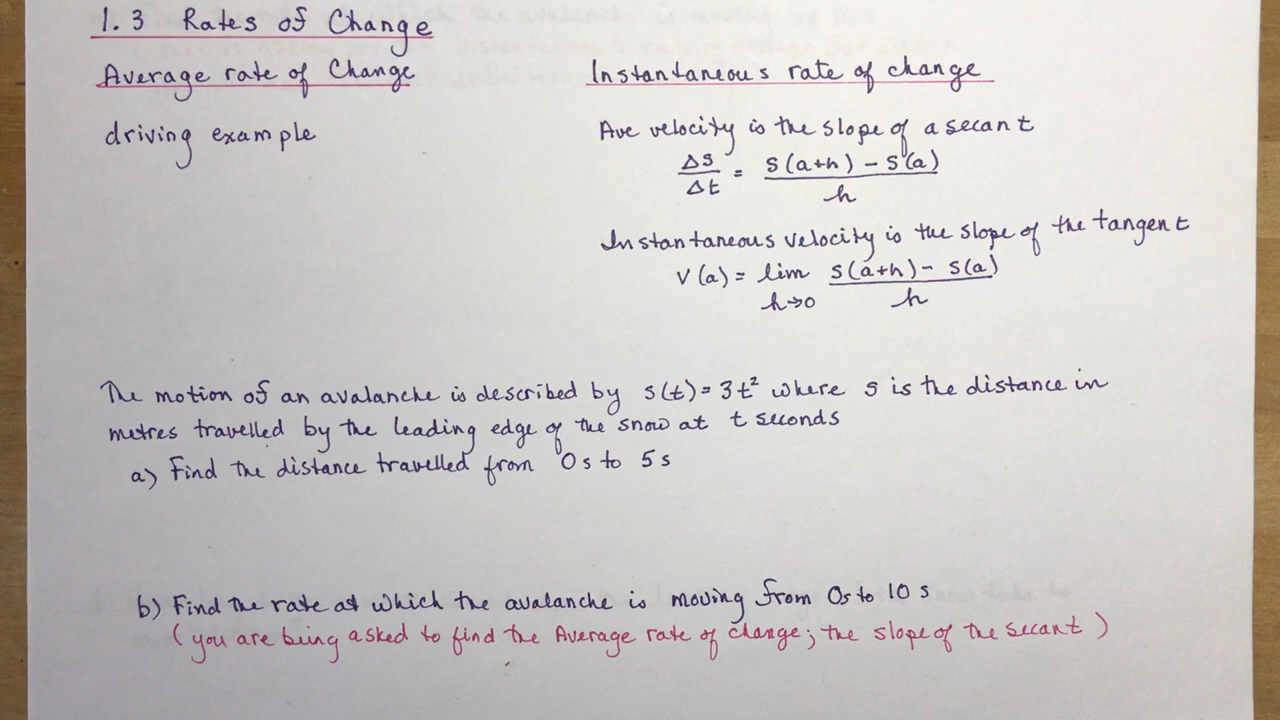 1.3 Rates of Change
Average rate of Change
driving example
Instantaneous rate of change
Ave velocity is the slope of a secant
Δs/Δt = s(a+h) - s(a)/h
Instantaneous velocity is the slope of the tangent
v(a) = lim h→0 s(a+h) - s(a)/h
The motion of an avalanche is described by s(t) = 3t² where s is the distance in
metres travelled by the leading edge of the snow at t seconds
a) Find the distance travelled from 0s to 5s
b) Find the rate at which the avalanche is moving from 0s to 10 s
(you are being asked to find the Average rate of change; the slope of the secant)